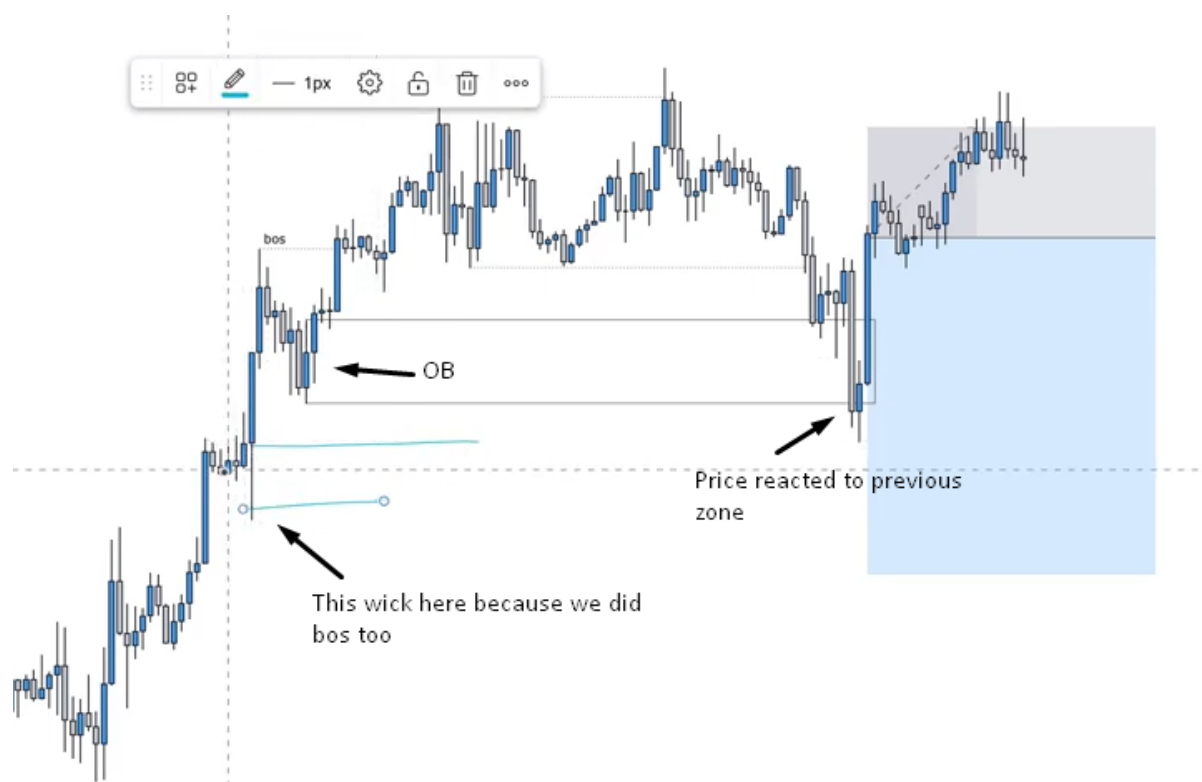 1px
bos
OB
Price reacted to previous
zone
This wick here because we did
bos too